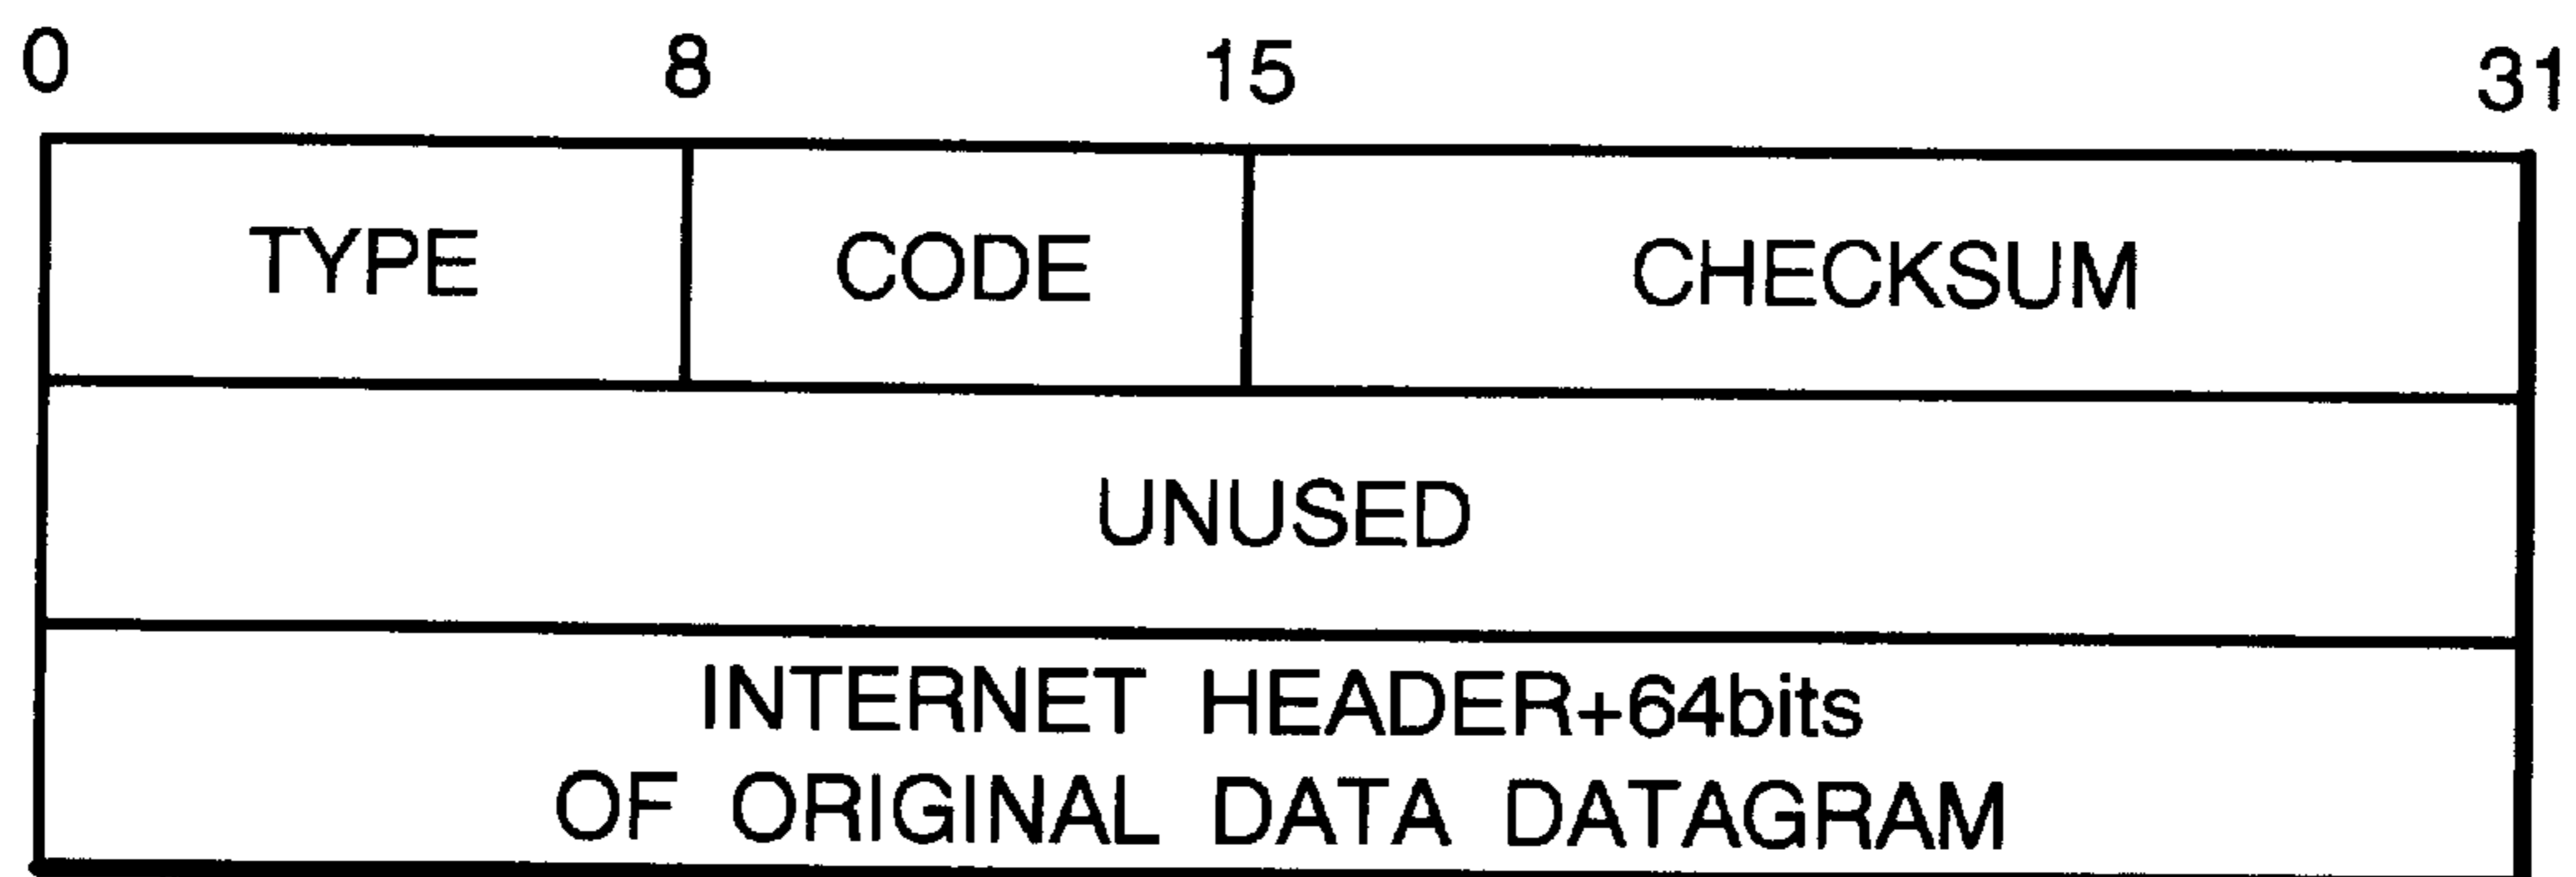 0 8 15 31
TYPE CODE CHECKSUM
UNUSED
INTERNET HEADER+64bits
OF ORIGINAL DATA DATAGRAM